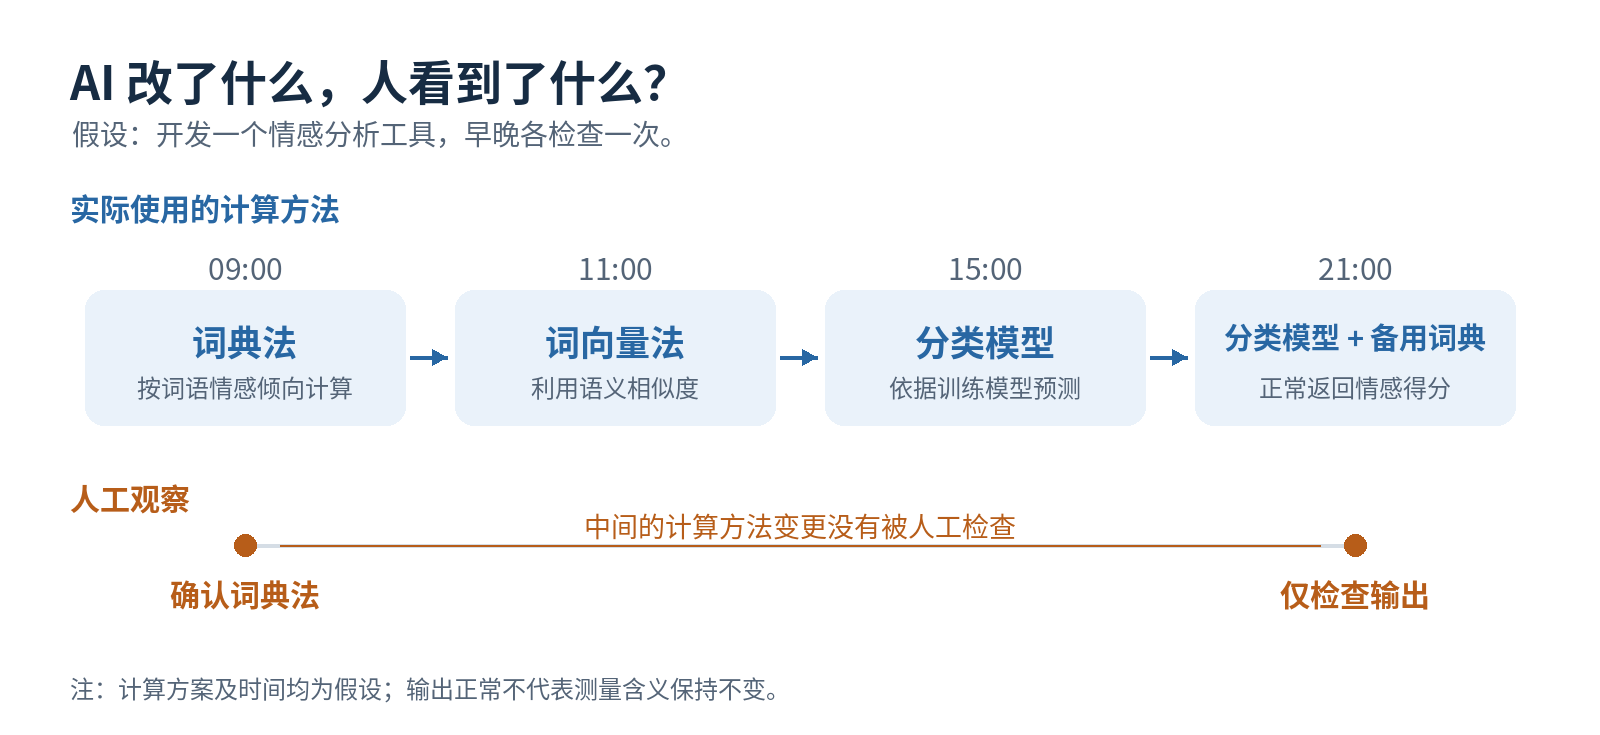 AI 改了什么，人看到了什么？
假设：开发一个情感分析工具，早晚各检查一次。
实际使用的计算方法
09:00
11:00
15:00
21:00
词典法
词向量法
分类模型
分类模型 + 备用词典
按词语情感倾向计算
利用语义相似度
依据训练模型预测
正常返回情感得分
人工观察
中间的计算方法变更没有被人工检查
确认词典法
仅检查输出
注：计算方案及时间均为假设；输出正常不代表测量含义保持不变。